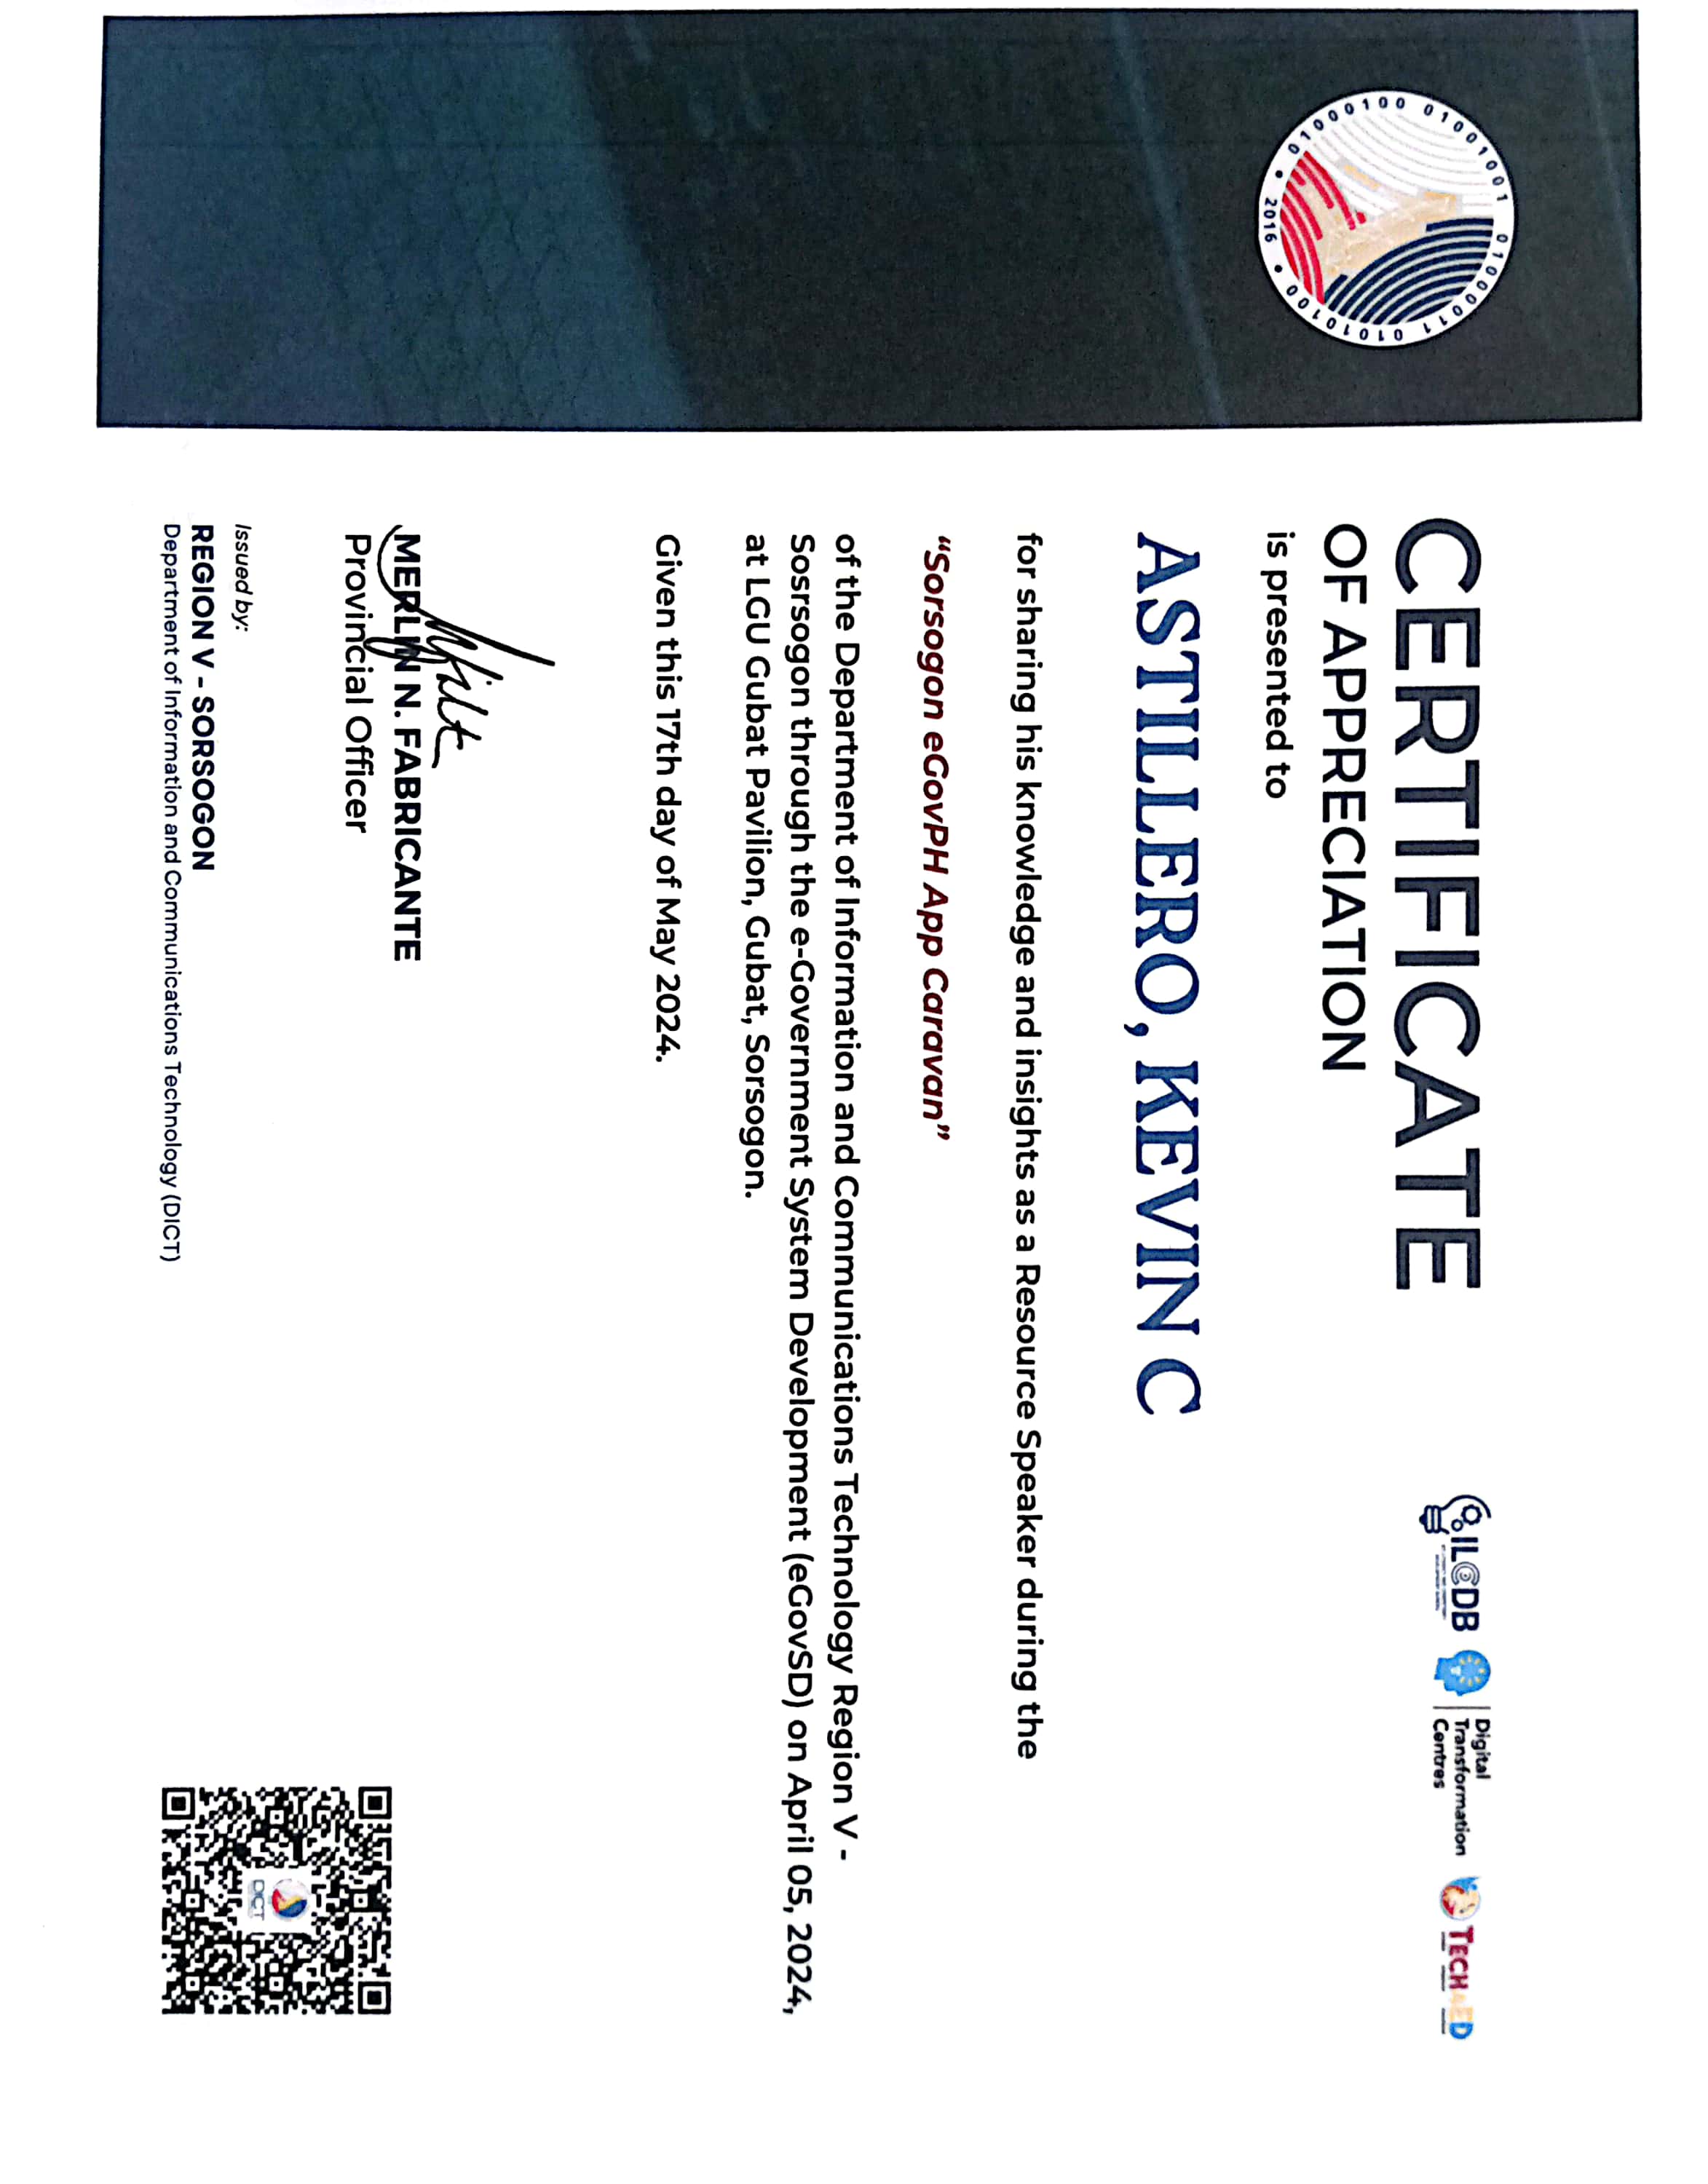 01000100 01001001 01000011 01010100
2016
ILCDB
Digital
Transformation
Centres
TECH4ED
CERTIFICATE
OF APPRECIATION
is presented to
ASTILLERO, KEVIN C
for sharing his knowledge and insights as a Resource Speaker during the
“Sorsogon eGovPH App Caravan”
of the Department of Information and Communications Technology Region V -
Sosrsogon through the e-Government System Development (eGovSD) on April 05, 2024,
at LGU Gubat Pavilion, Gubat, Sorsogon.
Given this 17th day of May 2024.
MERLIN N. FABRICANTE
Provincial Officer
Issued by:
REGION V - SORSOGON
Department of Information and Communications Technology (DICT)
DICT